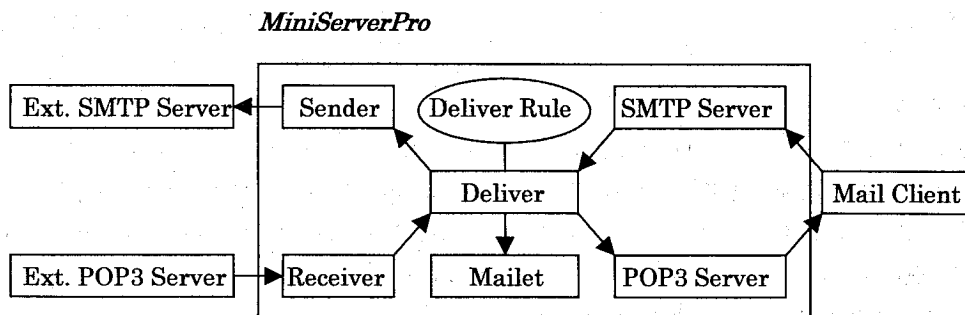 MiniServerPro
Ext. SMTP Server
Sender
Deliver Rule
SMTP Server
Deliver
Mail Client
Ext. POP3 Server
Receiver
Mailet
POP3 Server